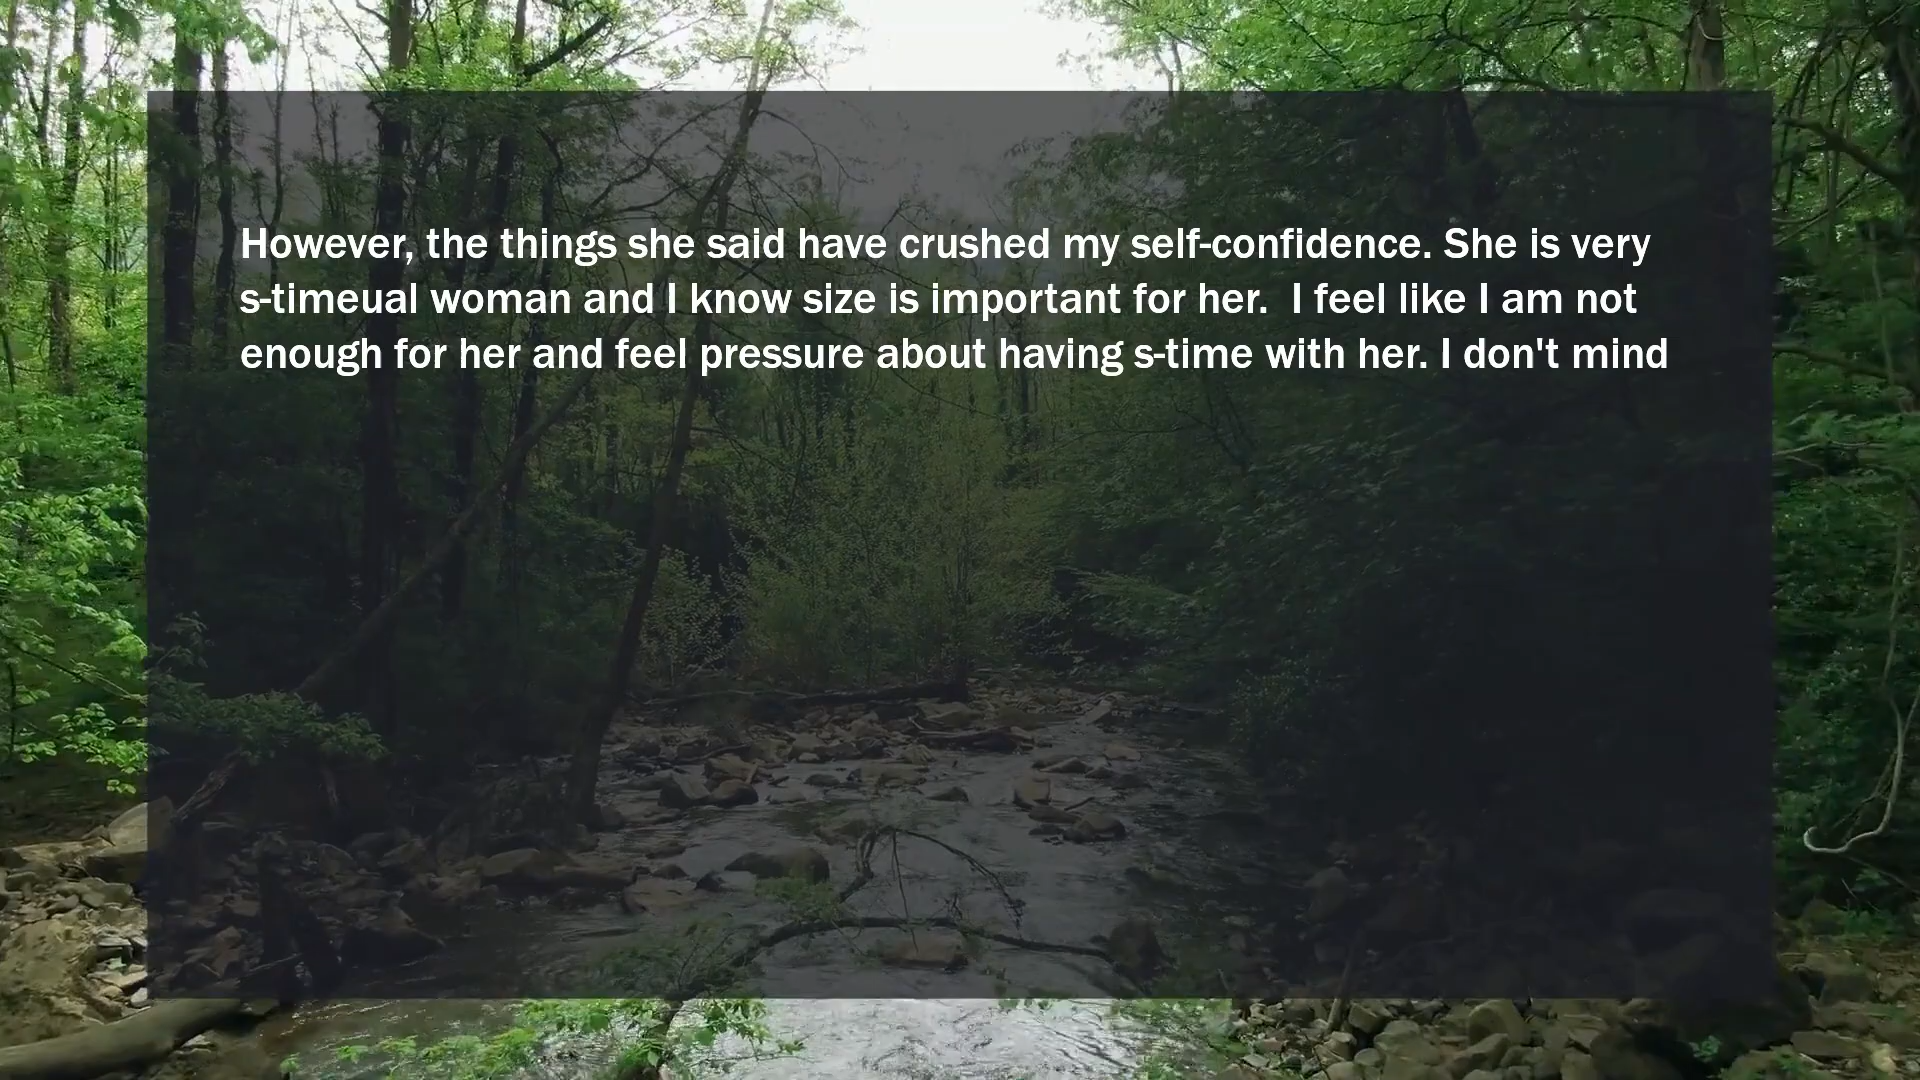 However, the things she said have crushed my self-confidence. She is very
s-timeual woman and I know size is important for her.  I feel like I am not
enough for her and feel pressure about having s-time with her. I don't mind